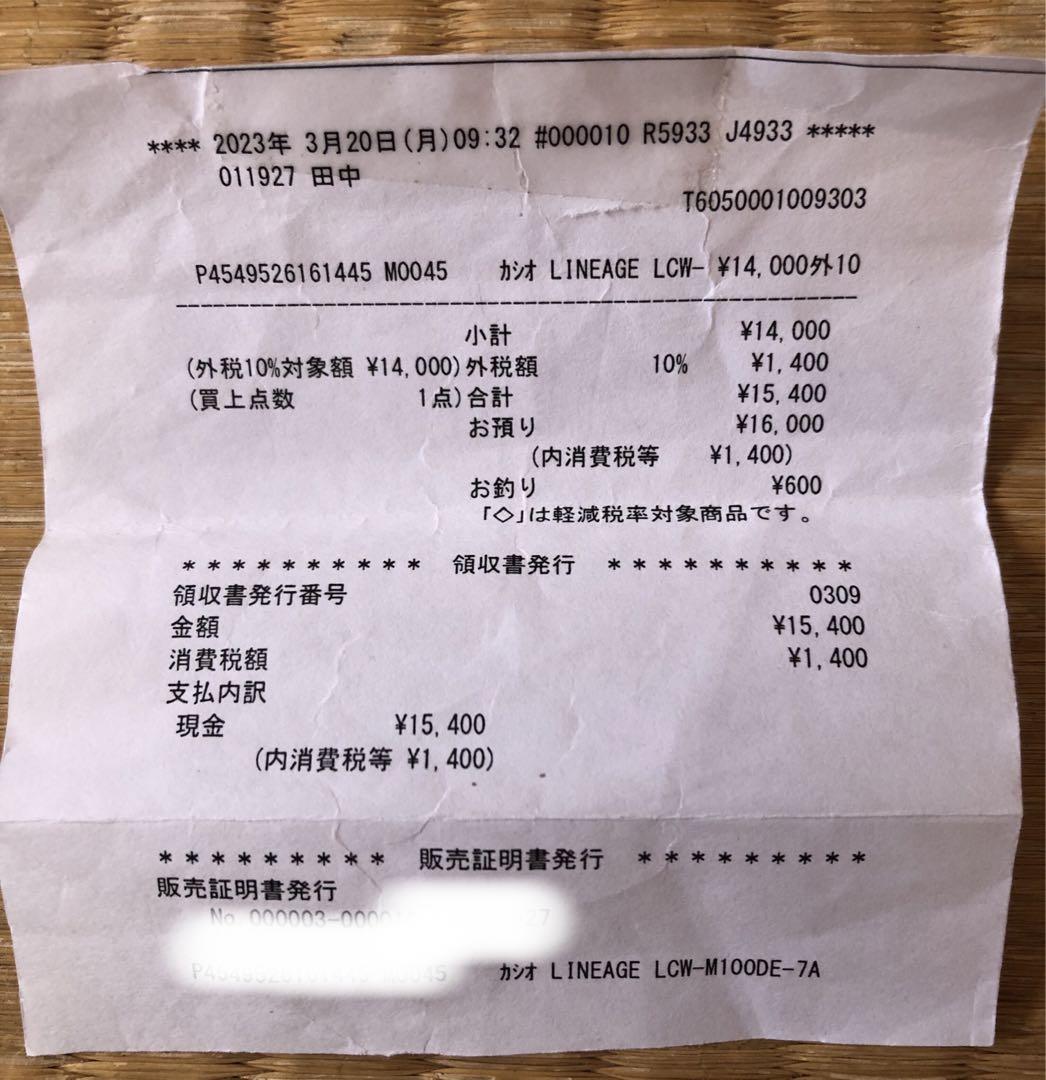 **** 2023年 3月20日(月)09:32 #000010 R5933 J4933 *****
011927 田中
T6050001009303
P4549526161445 M0045 カシオ LINEAGE LCW- ¥14,000外10
小計 ¥14,000
(外税10%対象額 ¥14,000)外税額 10% ¥1,400
(買上点数 1点)合計 ¥15,400
お預り ¥16,000
(内消費税等 ¥1,400)
お釣り ¥600
「◇」は軽減税率対象商品です。
* * * * * * * * * * 領収書発行 * * * * * * * * * *
領収書発行番号 0309
金額 ¥15,400
消費税額 ¥1,400
支払内訳
現金 ¥15,400
(内消費税等 ¥1,400)
* * * * * * * * * 販売証明書発行 * * * * * * * * *
販売証明書発行
No 000003-0000 27
P4549526161445 M0045 カシオ LINEAGE LCW-M100DE-7A